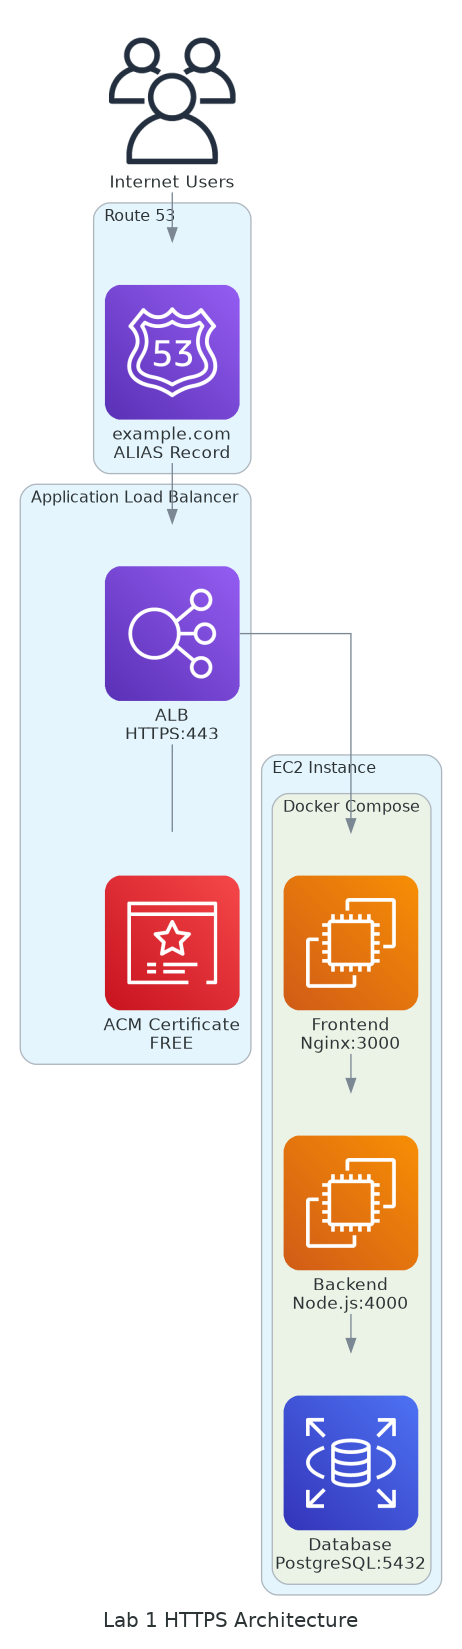 Internet Users
Route 53
53
example.com
ALIAS Record
Application Load Balancer
ALB
HTTPS:443
EC2 Instance
Docker Compose
ACM Certificate
FREE
Frontend
Nginx:3000
Backend
Node.js:4000
Database
PostgreSQL:5432
Lab 1 HTTPS Architecture